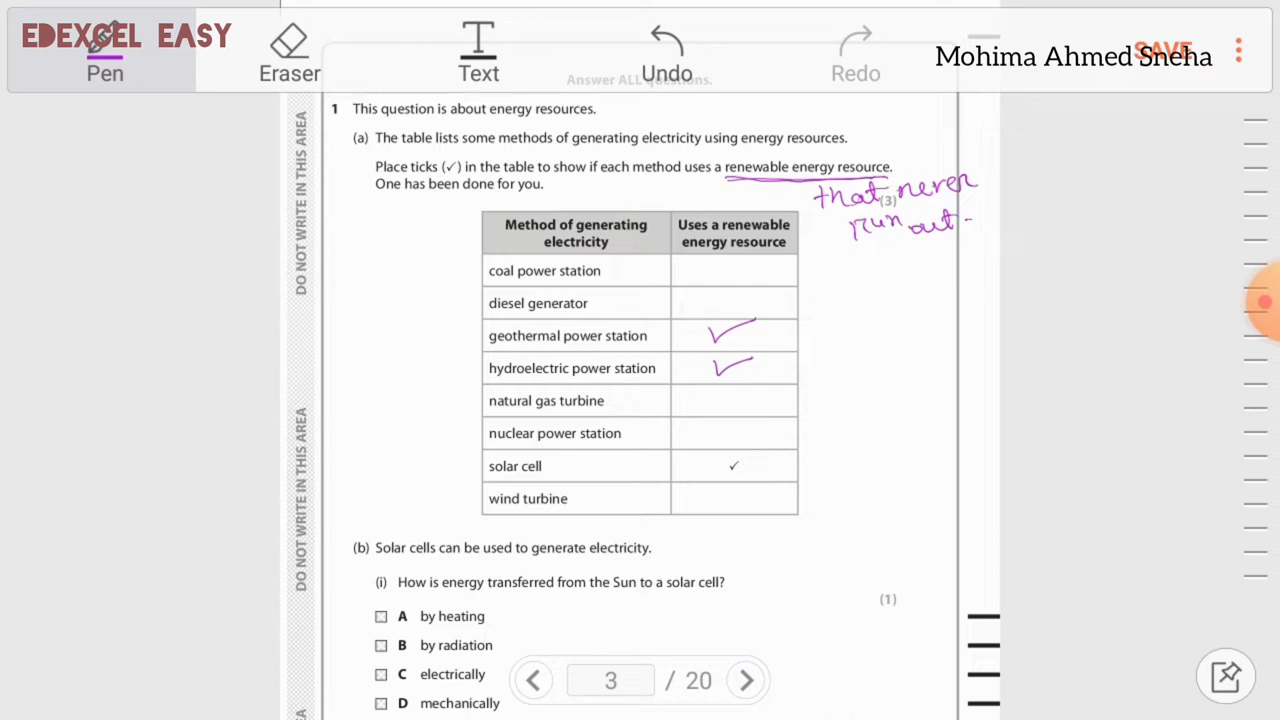 EDEXCEL EASY
Pen
Eraser
Text
Undo
Redo
SAVE
Mohima Ahmed Sneha
Answer ALL questions.
1 This question is about energy resources.
(a) The table lists some methods of generating electricity using energy resources.
Place ticks (✓) in the table to show if each method uses a renewable energy resource.
One has been done for you.
(3)
that never
run out -
Method of generating electricity
Uses a renewable energy resource
coal power station
diesel generator
geothermal power station ✓
hydroelectric power station ✓
natural gas turbine
nuclear power station
solar cell ✓
wind turbine
(b) Solar cells can be used to generate electricity.
(i) How is energy transferred from the Sun to a solar cell?
(1)
A by heating
B by radiation
C electrically
D mechanically
3 / 20
DO NOT WRITE IN THIS AREA
DO NOT WRITE IN THIS AREA